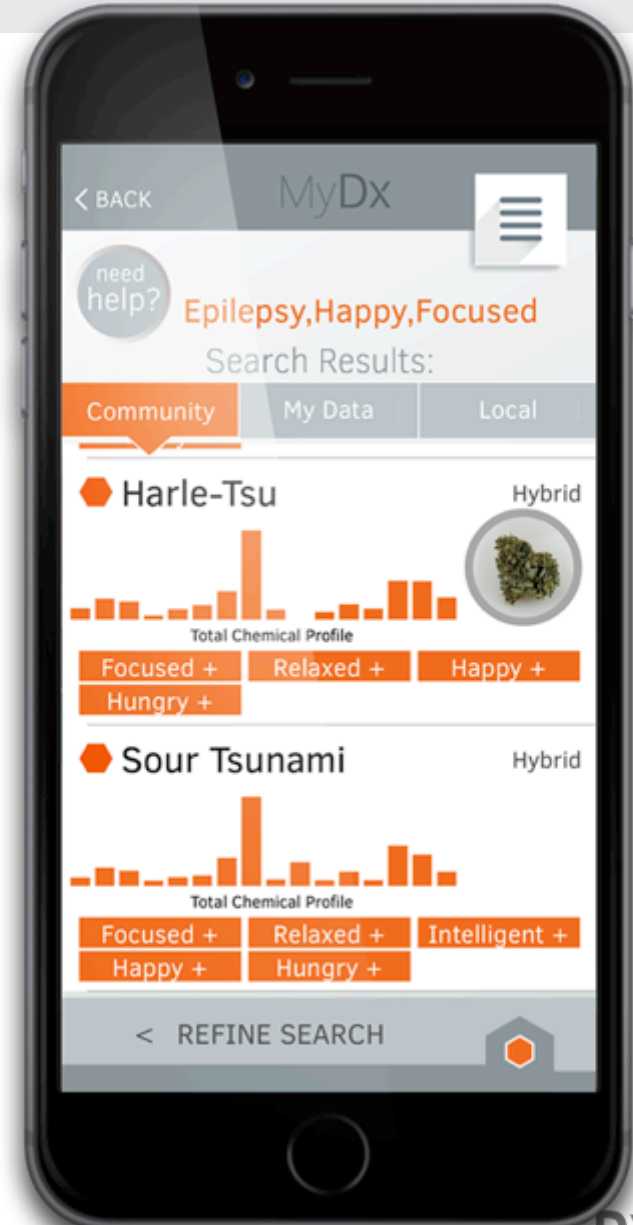 < BACK
MyDx
need
help?
Epilepsy,Happy,Focused
Search Results:
Community My Data Local
Harle-Tsu Hybrid
Total Chemical Profile
Focused + Relaxed + Happy +
Hungry +
Sour Tsunami Hybrid
Total Chemical Profile
Focused + Relaxed + Intelligent +
Happy + Hungry +
< REFINE SEARCH